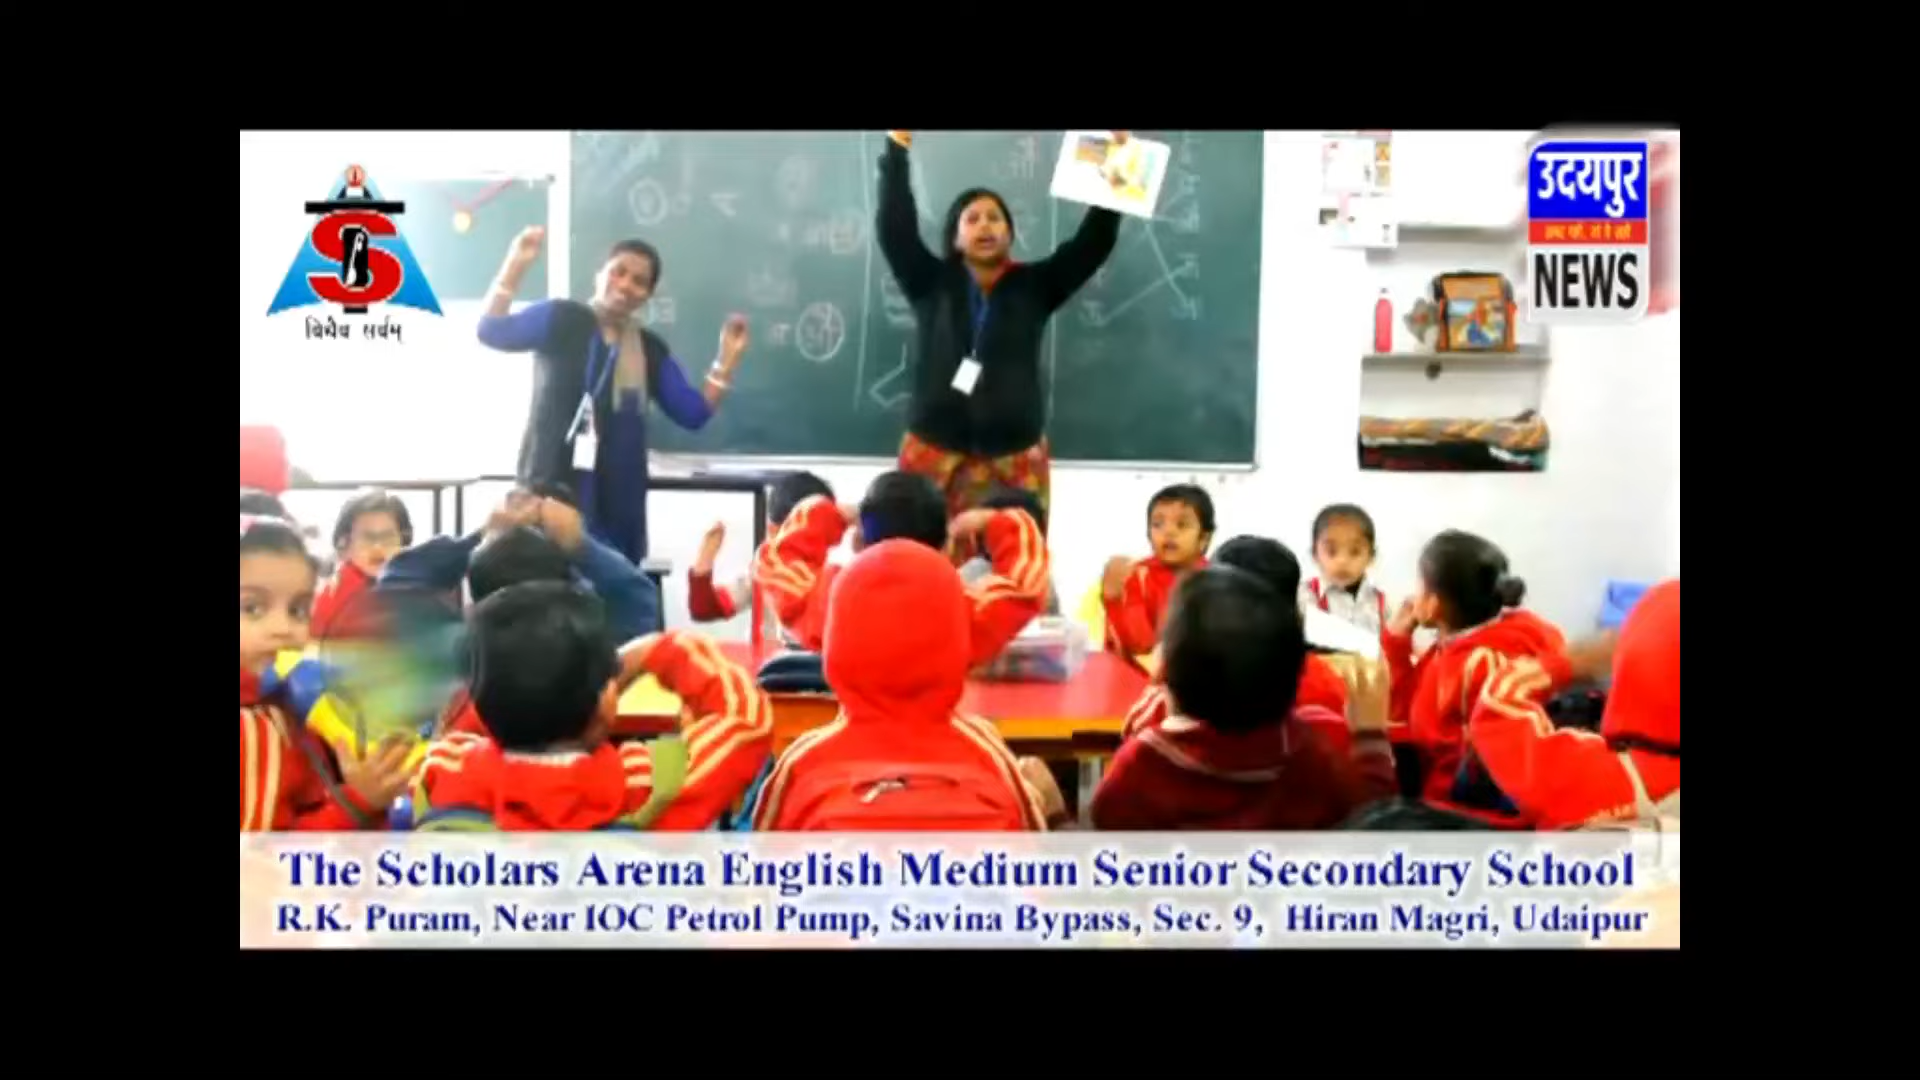 S
विद्यैव सर्वम्
उदयपुर
NEWS
The Scholars Arena English Medium Senior Secondary School
R.K. Puram, Near IOC Petrol Pump, Savina Bypass, Sec. 9, Hiran Magri, Udaipur